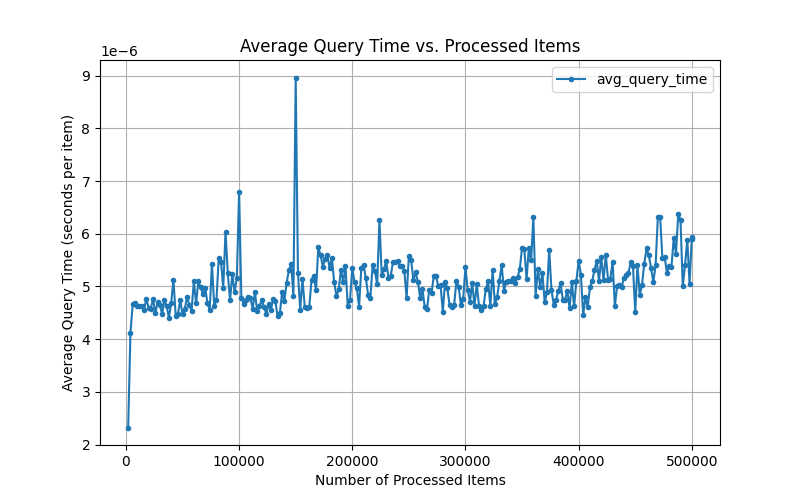 Average Query Time vs. Processed Items
1e−6
avg_query_time
9
8
7
6
5
4
3
2
Average Query Time (seconds per item)
0 100000 200000 300000 400000 500000
Number of Processed Items